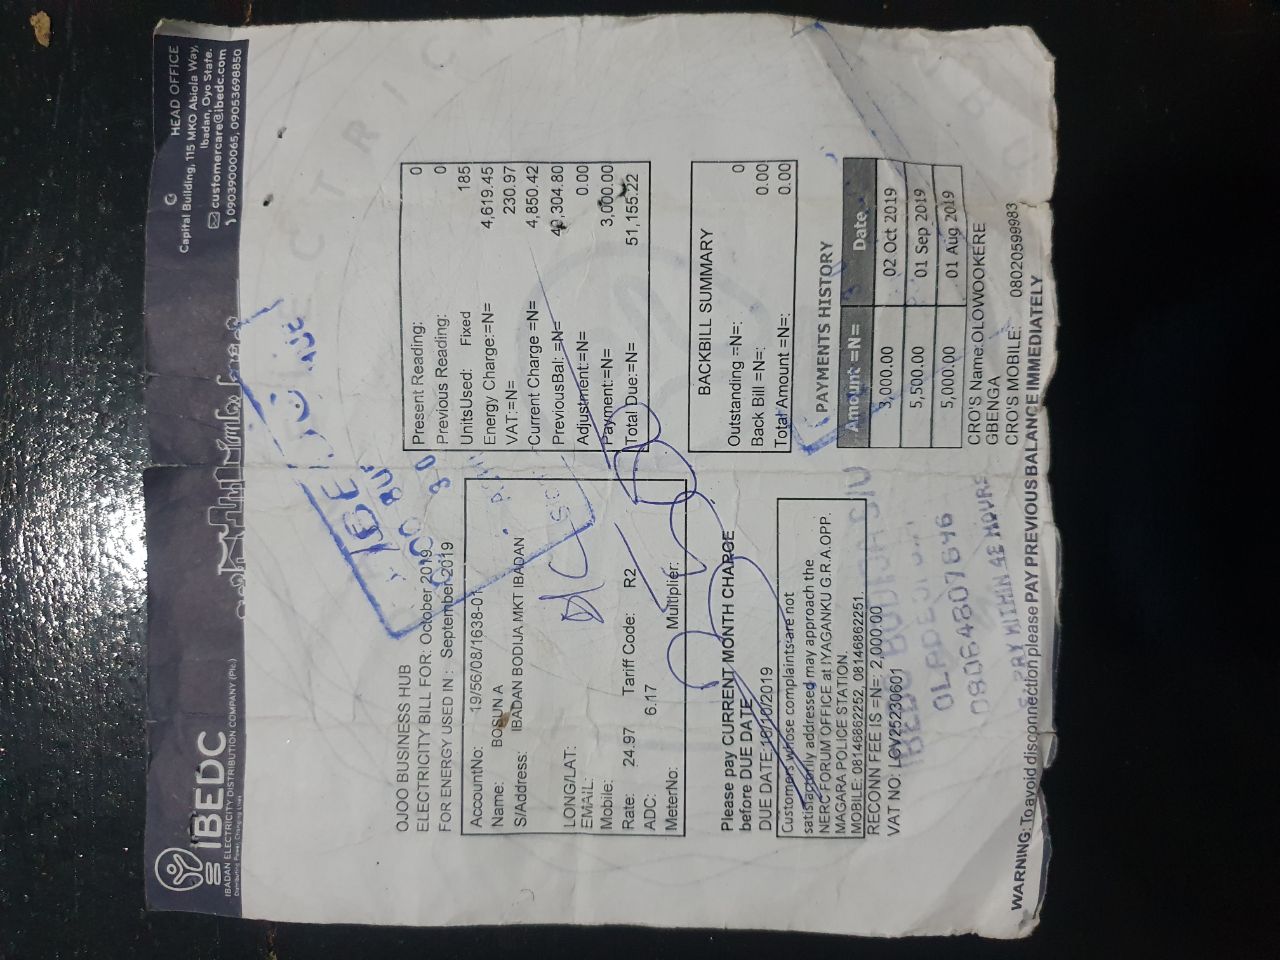 IBEDC
IBADAN ELECTRICITY DISTRIBUTION COMPANY (Plc)
HEAD OFFICE
Capital Building, 115 MKO Abiola Way,
Ibadan, Oyo State.
customercare@ibedc.com
09039000065, 09053698850
OJOO BUSINESS HUB
ELECTRICITY BILL FOR: October 2019
FOR ENERGY USED IN : September 2019
AccountNo: 19/56/08/1638-01
Name: BODUN A
S/Address: IBADAN BODIJA MKT IBADAN
LONG/LAT:
EMAIL:
Mobile:
Rate: 24.97 Tariff Code: R2
ADC: 6.17
MeterNo: Multiplier:
Present Reading: 0
Previous Reading: 0
UnitsUsed: Fixed 185
Energy Charge:=N= 4,619.45
VAT:=N= 230.97
Current Charge =N= 4,850.42
PreviousBal: =N= 49,304.80
Adjustment:=N= 0.00
Payment:=N= 3,000.00
Total Due:=N= 51,155.22
Please pay CURRENT MONTH CHARGE
before DUE DATE
DUE DATE:16/10/2019
Customers whose complaints are not
satisfactorily addressed may approach the
NERC FORUM OFFICE at IYAGANKU G.R.A.OPP.
MAGARA POLICE STATION.
MOBILE: 08146862252, 08146862251.
RECONN FEE IS =N=: 2,000.00
VAT NO: LGV25230601
BACKBILL SUMMARY
Outstanding =N=: 0
Back Bill =N=: 0.00
Total Amount =N=: 0.00
PAYMENTS HISTORY
Amount =N= Date
3,000.00 02 Oct 2019
5,500.00 01 Sep 2019
5,000.00 01 Aug 2019
CRO'S Name: OLOWOOKERE
GBENGA
CRO'S MOBILE: 08020599983
08064807696
PAY WITHIN 48 HOURS
WARNING: To avoid disconnection please PAY PREVIOUS BALANCE IMMEDIATELY